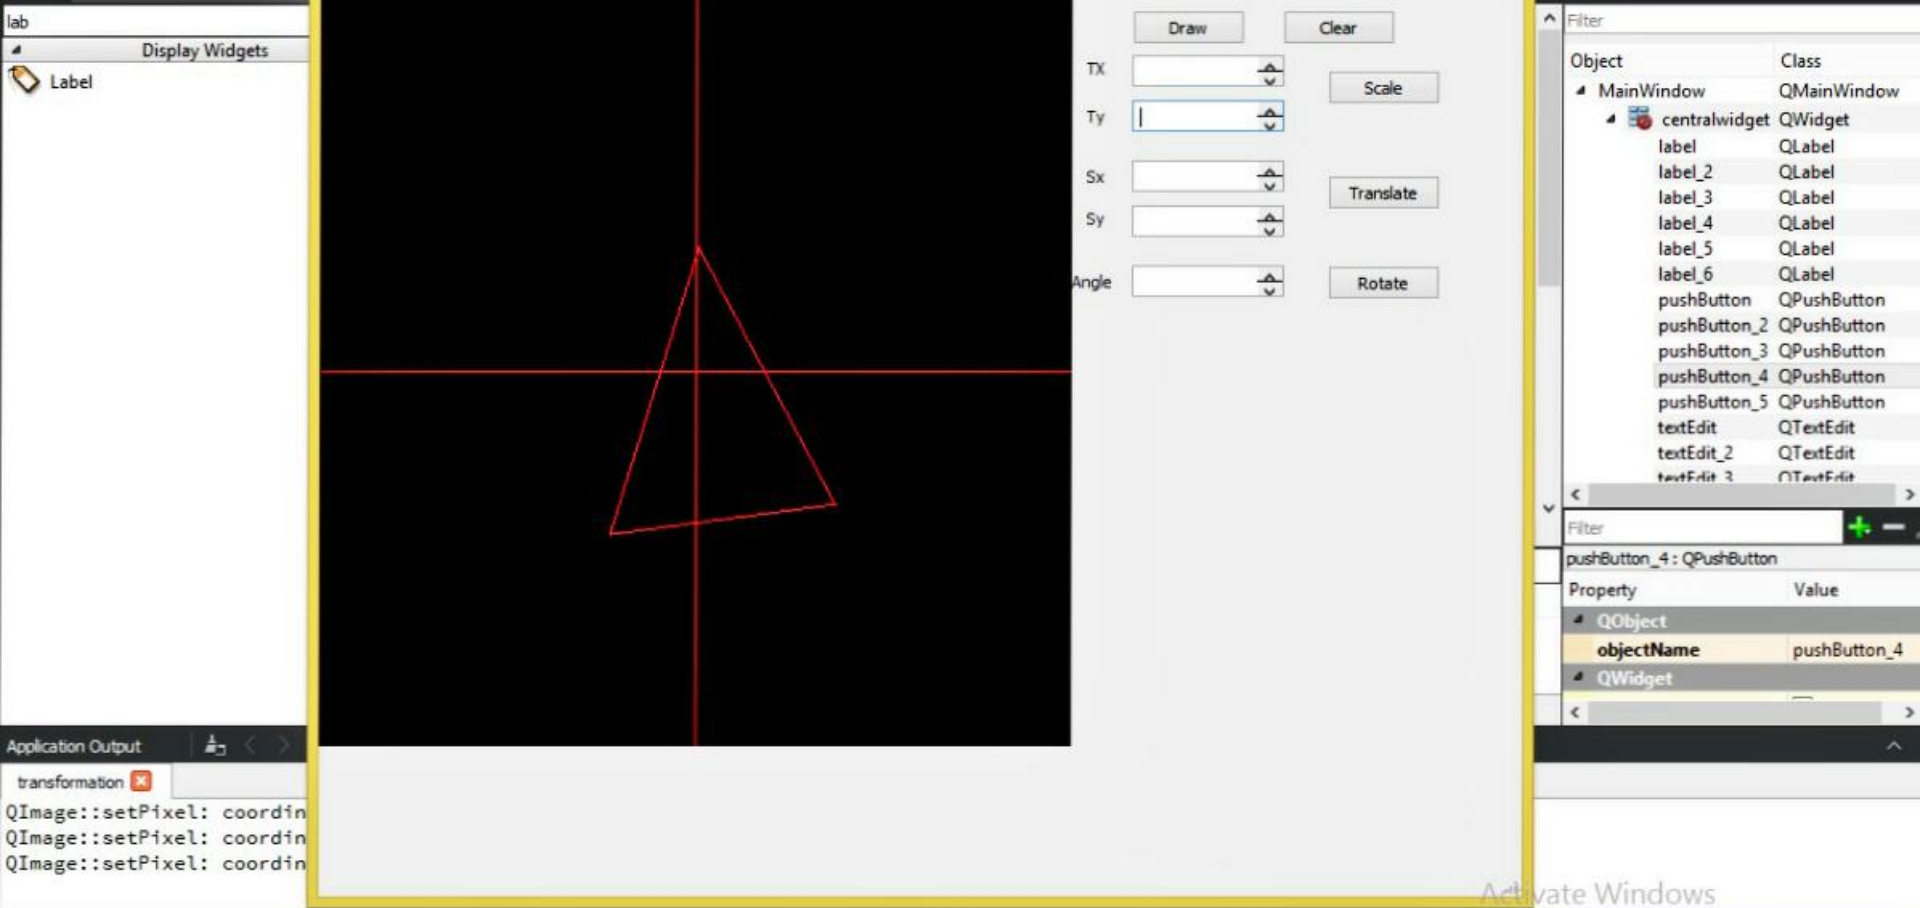 lab
Display Widgets
Label
Draw
Clear
TX
Scale
Ty
Sx
Translate
Sy
Angle
Rotate
Filter
Object Class
MainWindow QMainWindow
centralwidget QWidget
label QLabel
label_2 QLabel
label_3 QLabel
label_4 QLabel
label_5 QLabel
label_6 QLabel
pushButton QPushButton
pushButton_2 QPushButton
pushButton_3 QPushButton
pushButton_4 QPushButton
pushButton_5 QPushButton
textEdit QTextEdit
textEdit_2 QTextEdit
textEdit_3 QTextEdit
Filter
pushButton_4 : QPushButton
Property Value
QObject
objectName pushButton_4
QWidget
Application Output
transformation
QImage::setPixel: coordin
QImage::setPixel: coordin
QImage::setPixel: coordin
Activate Windows